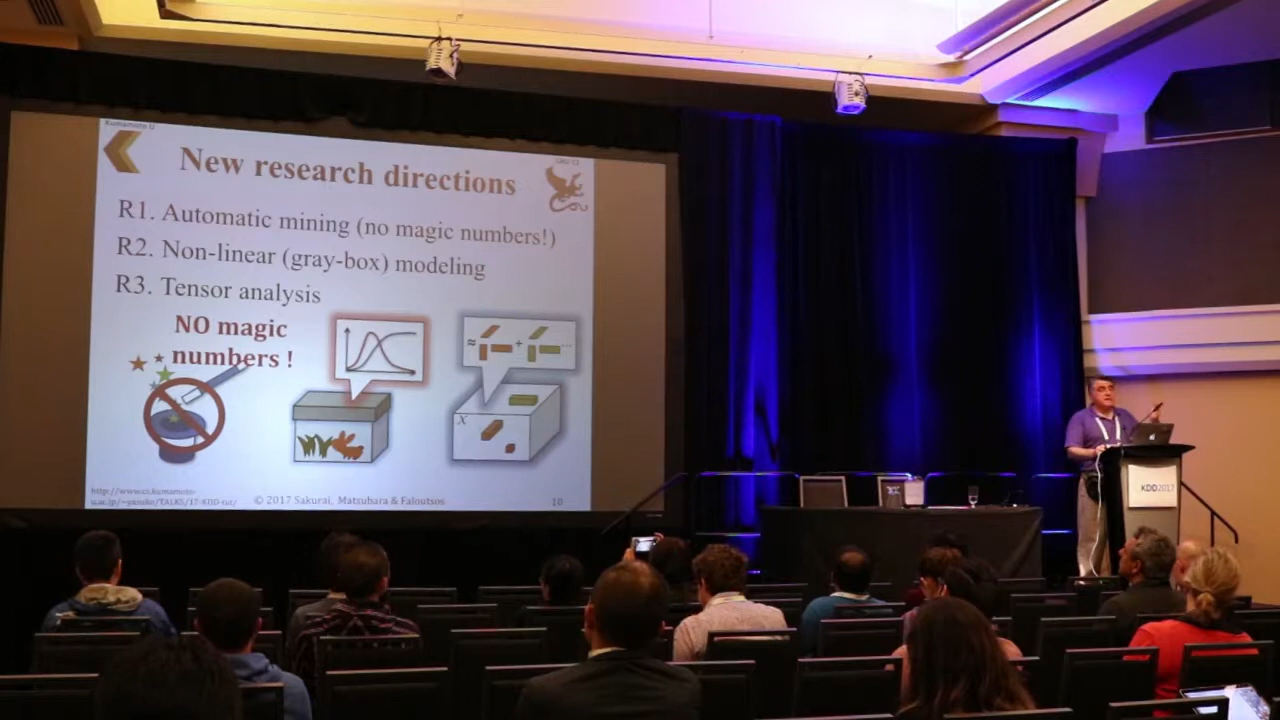 Kumamoto U
CMU CS
New research directions
R1. Automatic mining (no magic numbers!)
R2. Non-linear (gray-box) modeling
R3. Tensor analysis
NO magic
numbers !
≈ + ...
X
http://www.cs.kumamoto-
u.ac.jp/~yasuko/TALKS/17-KDD-tut/
© 2017 Sakurai, Matsubara & Faloutsos
10
KDD2017